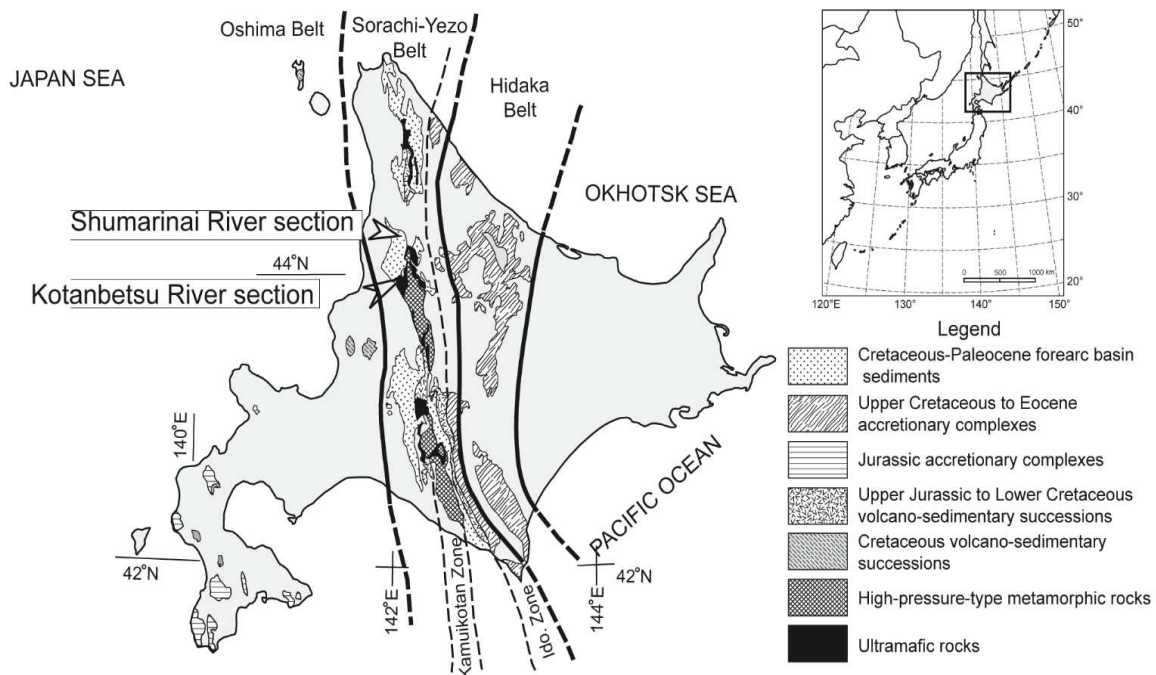 Oshima Belt
Sorachi-Yezo
Belt
JAPAN SEA
Hidaka
Belt
OKHOTSK SEA
Shumarinai River section
44°N
Kotanbetsu River section
140°E
42°N
142°E
Kamuikotan Zone
Ido. Zone
144°E
42°N
PACIFIC OCEAN
50°
40°
30°
20°
0 500 1000 km
120°E
130°
140°
150°
Legend
Cretaceous-Paleocene forearc basin
sediments
Upper Cretaceous to Eocene
accretionary complexes
Jurassic accretionary complexes
Upper Jurassic to Lower Cretaceous
volcano-sedimentary successions
Cretaceous volcano-sedimentary
successions
High-pressure-type metamorphic rocks
Ultramafic rocks